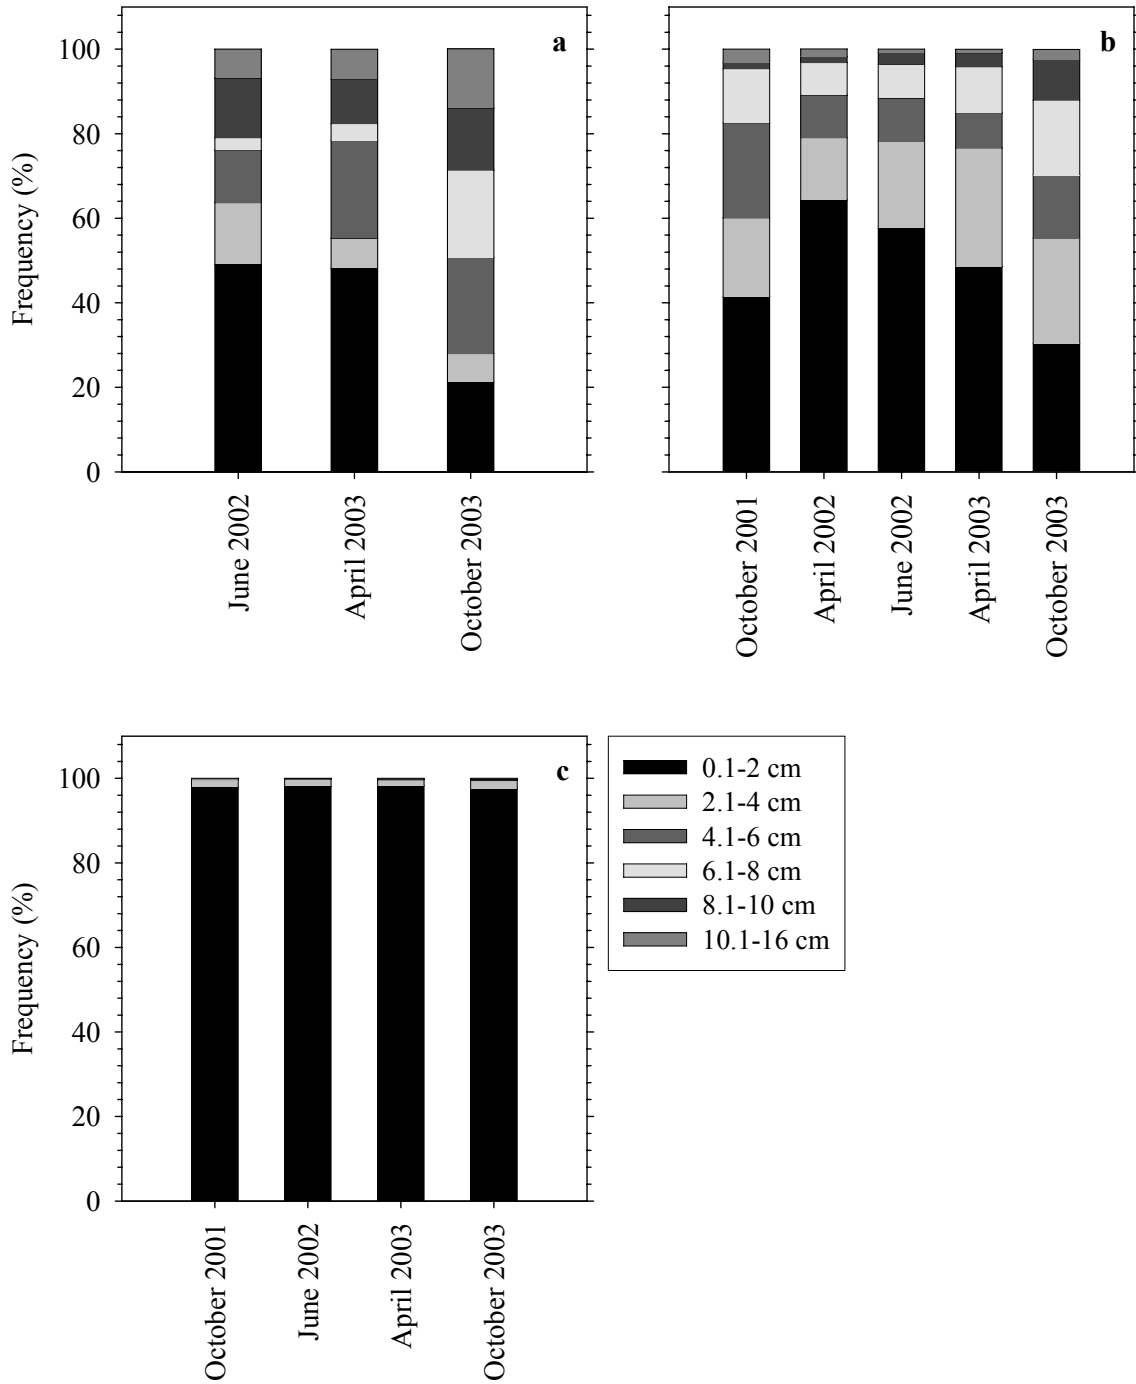 a
100
80
60
40
20
0
Frequency (%)
June 2002
April 2003
October 2003
b
October 2001
April 2002
June 2002
April 2003
October 2003
c
100
80
60
40
20
0
Frequency (%)
October 2001
June 2002
April 2003
October 2003
0.1-2 cm
2.1-4 cm
4.1-6 cm
6.1-8 cm
8.1-10 cm
10.1-16 cm